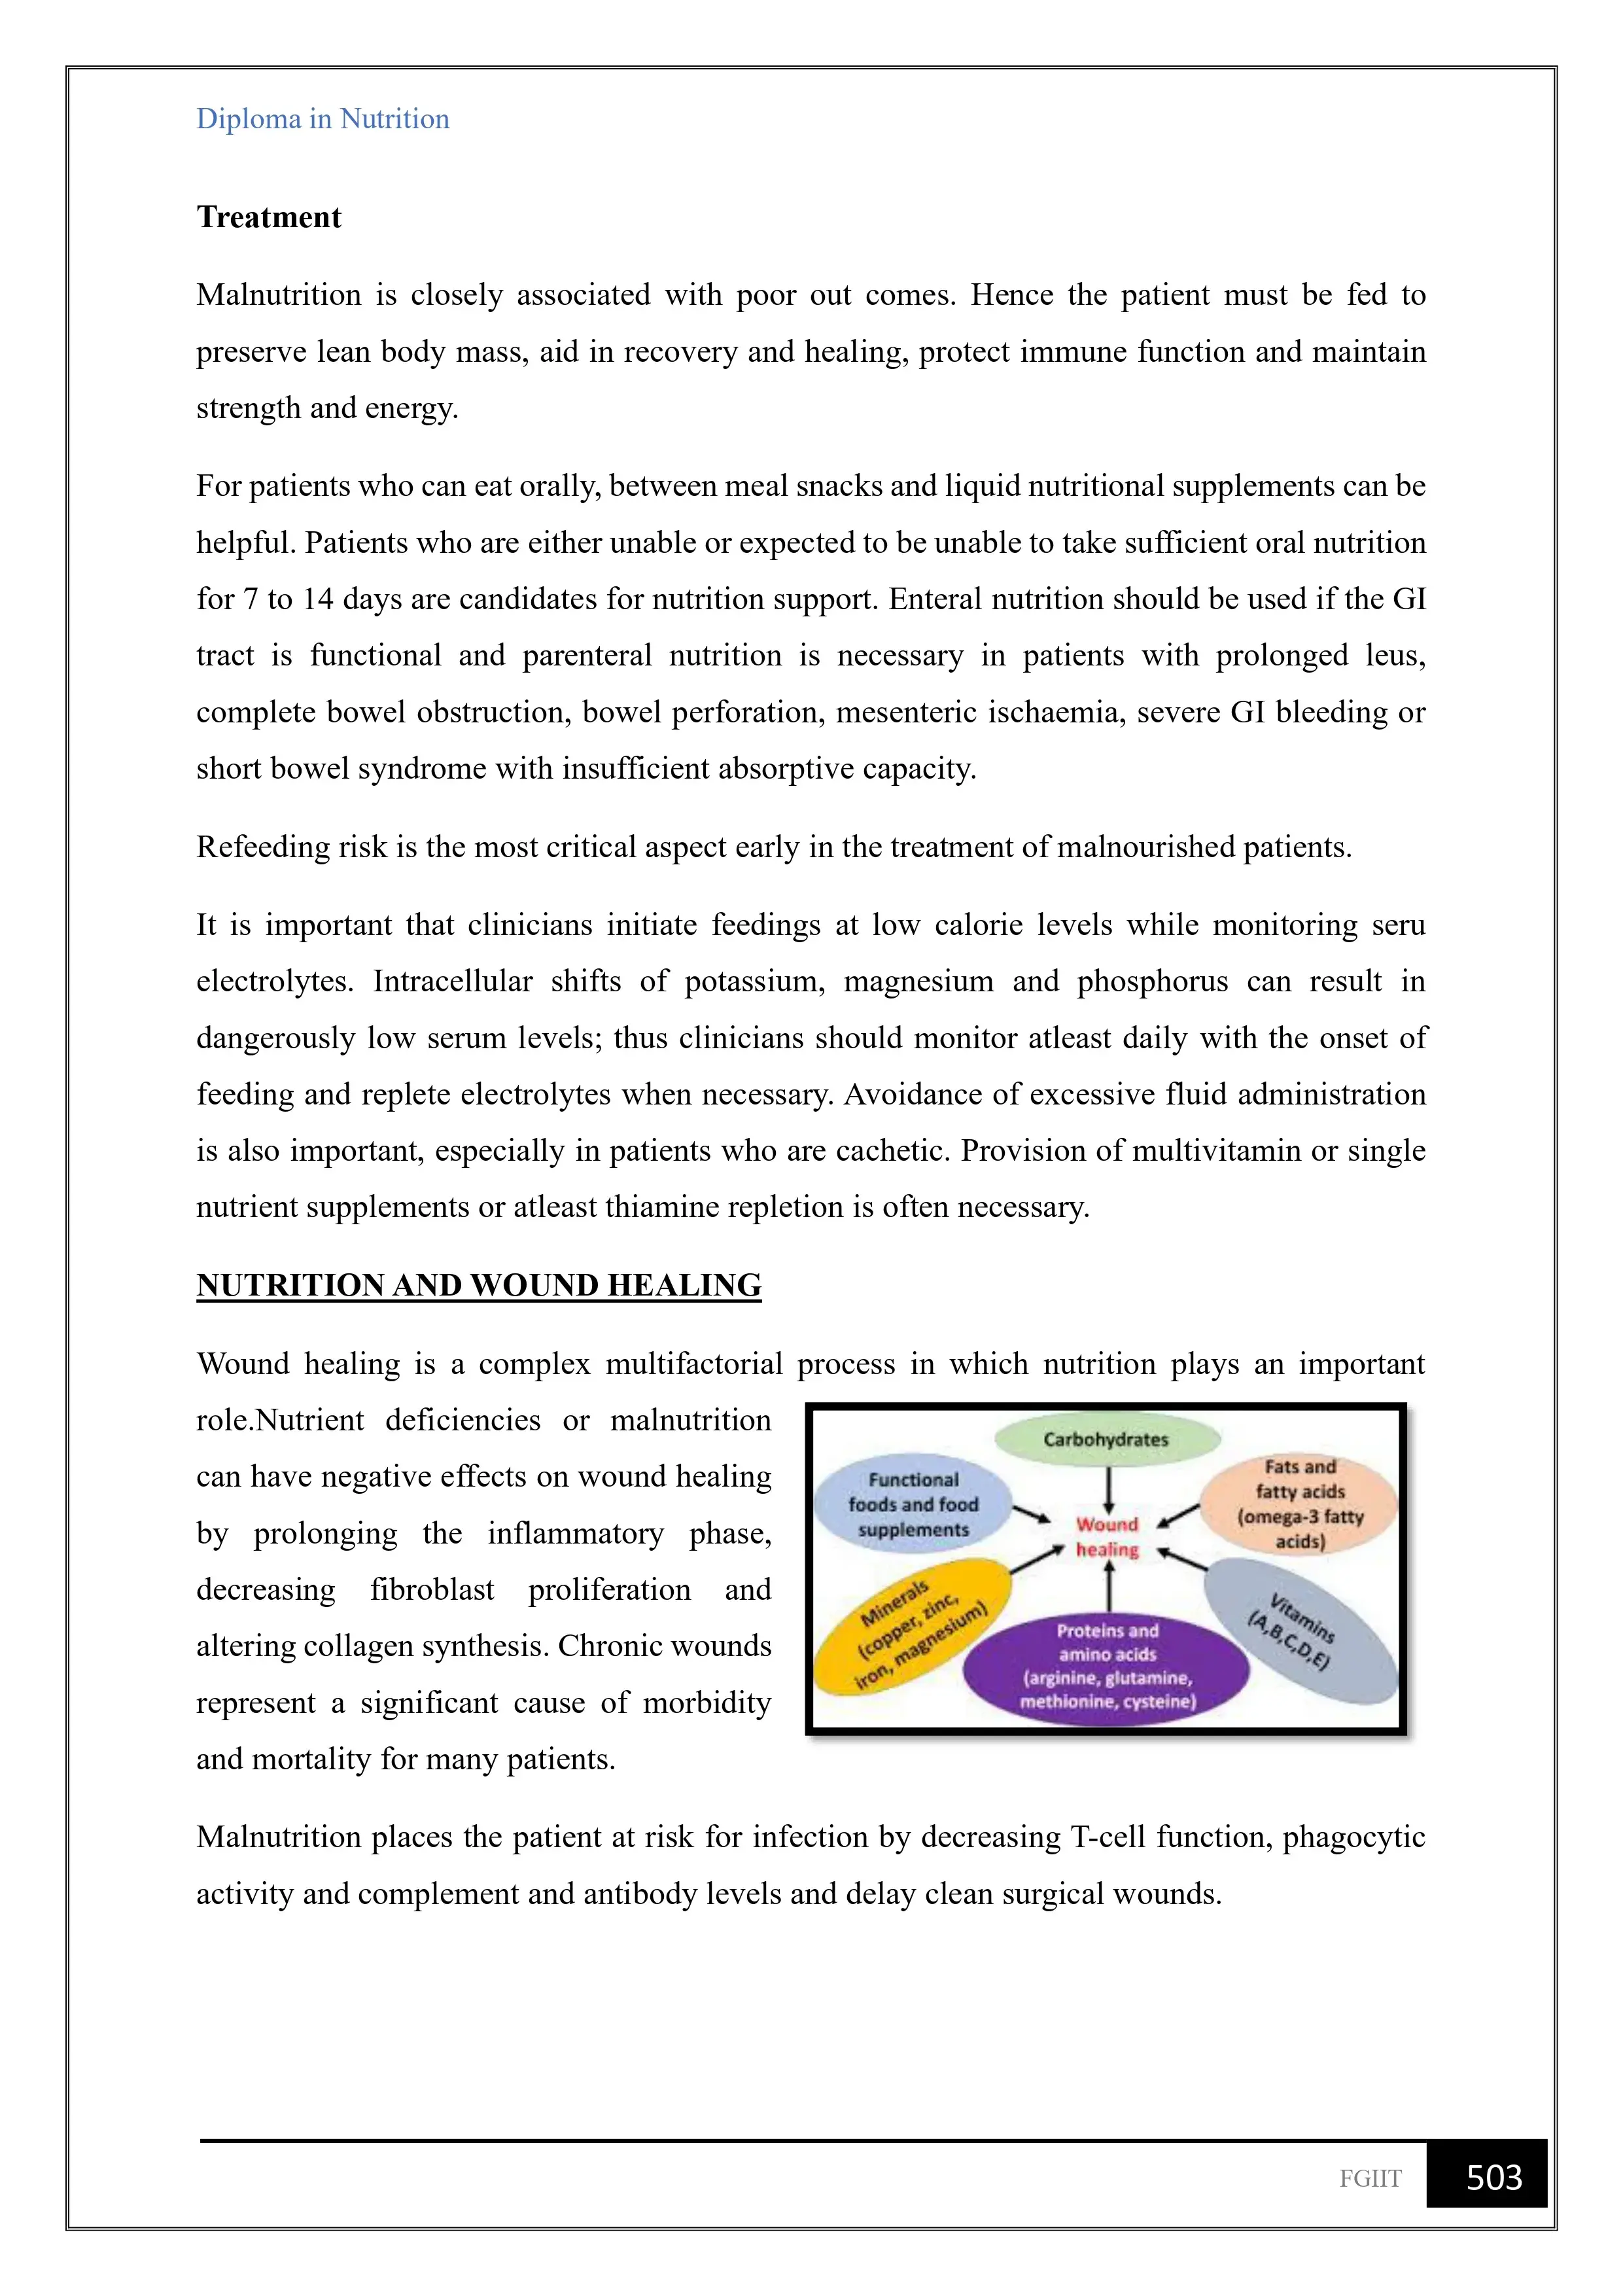 Diploma in Nutrition
Treatment
Malnutrition is closely associated with poor out comes. Hence the patient must be fed to
preserve lean body mass, aid in recovery and healing, protect immune function and maintain
strength and energy.
For patients who can eat orally, between meal snacks and liquid nutritional supplements can be
helpful. Patients who are either unable or expected to be unable to take sufficient oral nutrition
for 7 to 14 days are candidates for nutrition support. Enteral nutrition should be used if the GI
tract is functional and parenteral nutrition is necessary in patients with prolonged leus,
complete bowel obstruction, bowel perforation, mesenteric ischaemia, severe GI bleeding or
short bowel syndrome with insufficient absorptive capacity.
Refeeding risk is the most critical aspect early in the treatment of malnourished patients.
It is important that clinicians initiate feedings at low calorie levels while monitoring seru
electrolytes. Intracellular shifts of potassium, magnesium and phosphorus can result in
dangerously low serum levels; thus clinicians should monitor atleast daily with the onset of
feeding and replete electrolytes when necessary. Avoidance of excessive fluid administration
is also important, especially in patients who are cachetic. Provision of multivitamin or single
nutrient supplements or atleast thiamine repletion is often necessary.
NUTRITION AND WOUND HEALING
Wound healing is a complex multifactorial process in which nutrition plays an important
role.Nutrient deficiencies or malnutrition
can have negative effects on wound healing
by prolonging the inflammatory phase,
decreasing fibroblast proliferation and
altering collagen synthesis. Chronic wounds
represent a significant cause of morbidity
and mortality for many patients.
Carbohydrates
Functional
foods and food
supplements
Fats and
fatty acids
(omega-3 fatty
acids)
Wound
healing
Minerals
(copper, zinc,
iron, magnesium)
Proteins and
amino acids
(arginine, glutamine,
methionine, cysteine)
Vitamins
(A,B,C,D,E)
Malnutrition places the patient at risk for infection by decreasing T-cell function, phagocytic
activity and complement and antibody levels and delay clean surgical wounds.
FGIIT
503